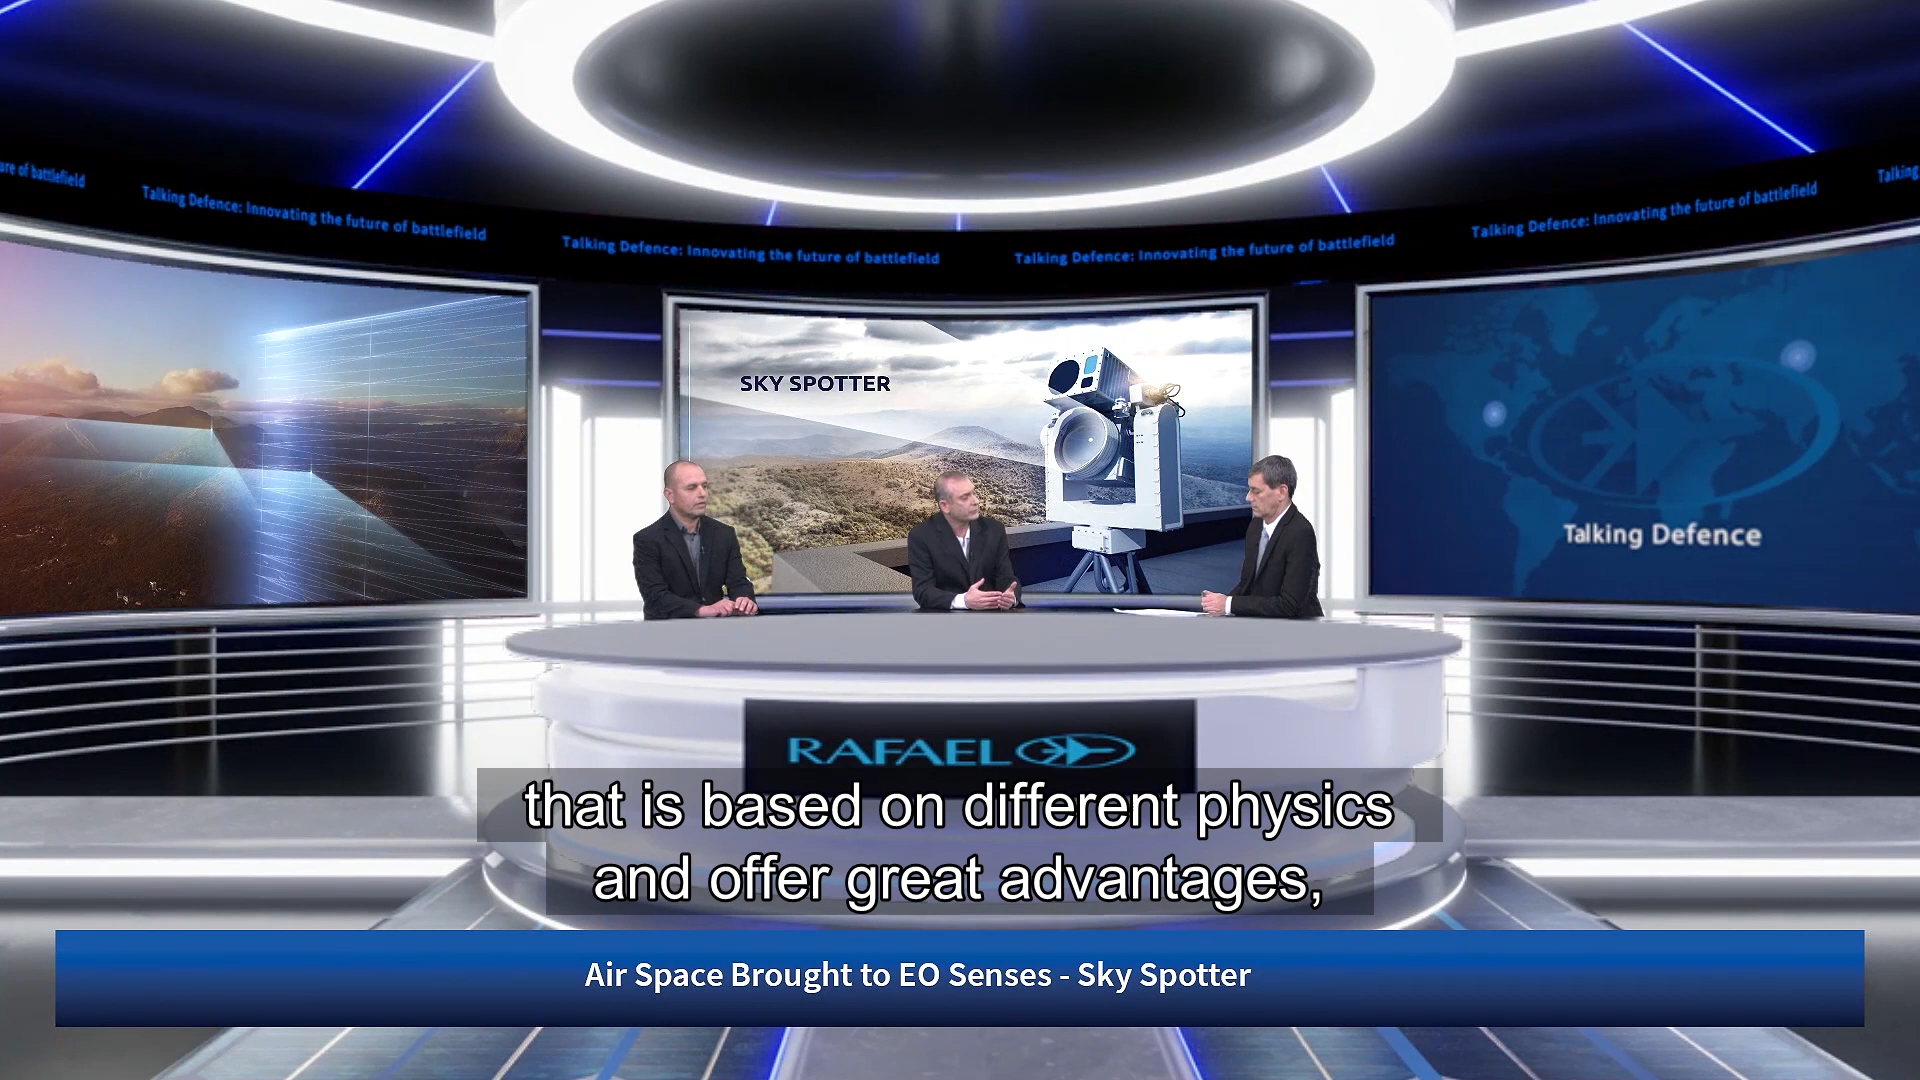 ure of battlefield
Talking Defence: Innovating the future of battlefield
Talking Defence: Innovating the future of battlefield
Talking Defence: Innovating the future of battlefield
Talking Defence: Innovating the future of battlefield
Talking
SKY SPOTTER
Talking Defence
RAFAEL
that is based on different physics
and offer great advantages,
Air Space Brought to EO Senses - Sky Spotter